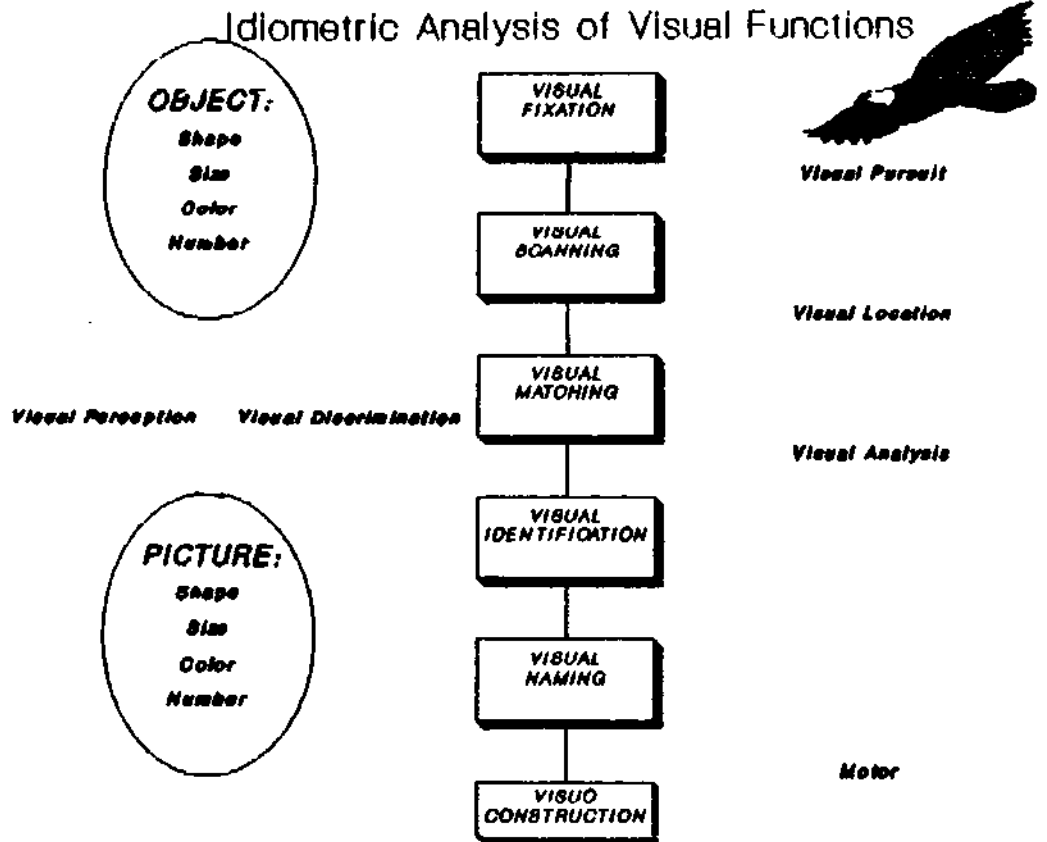 Idiometric Analysis of Visual Functions
OBJECT:
Shape
Size
Color
Number
VISUAL
FIXATION
Visual Pursuit
VISUAL
SCANNING
Visual Location
VISUAL
MATCHING
Visual Perception
Visual Discrimination
Visual Analysis
VISUAL
IDENTIFICATION
PICTURE:
Shape
Size
Color
Number
VISUAL
NAMING
Motor
VISUO
CONSTRUCTION